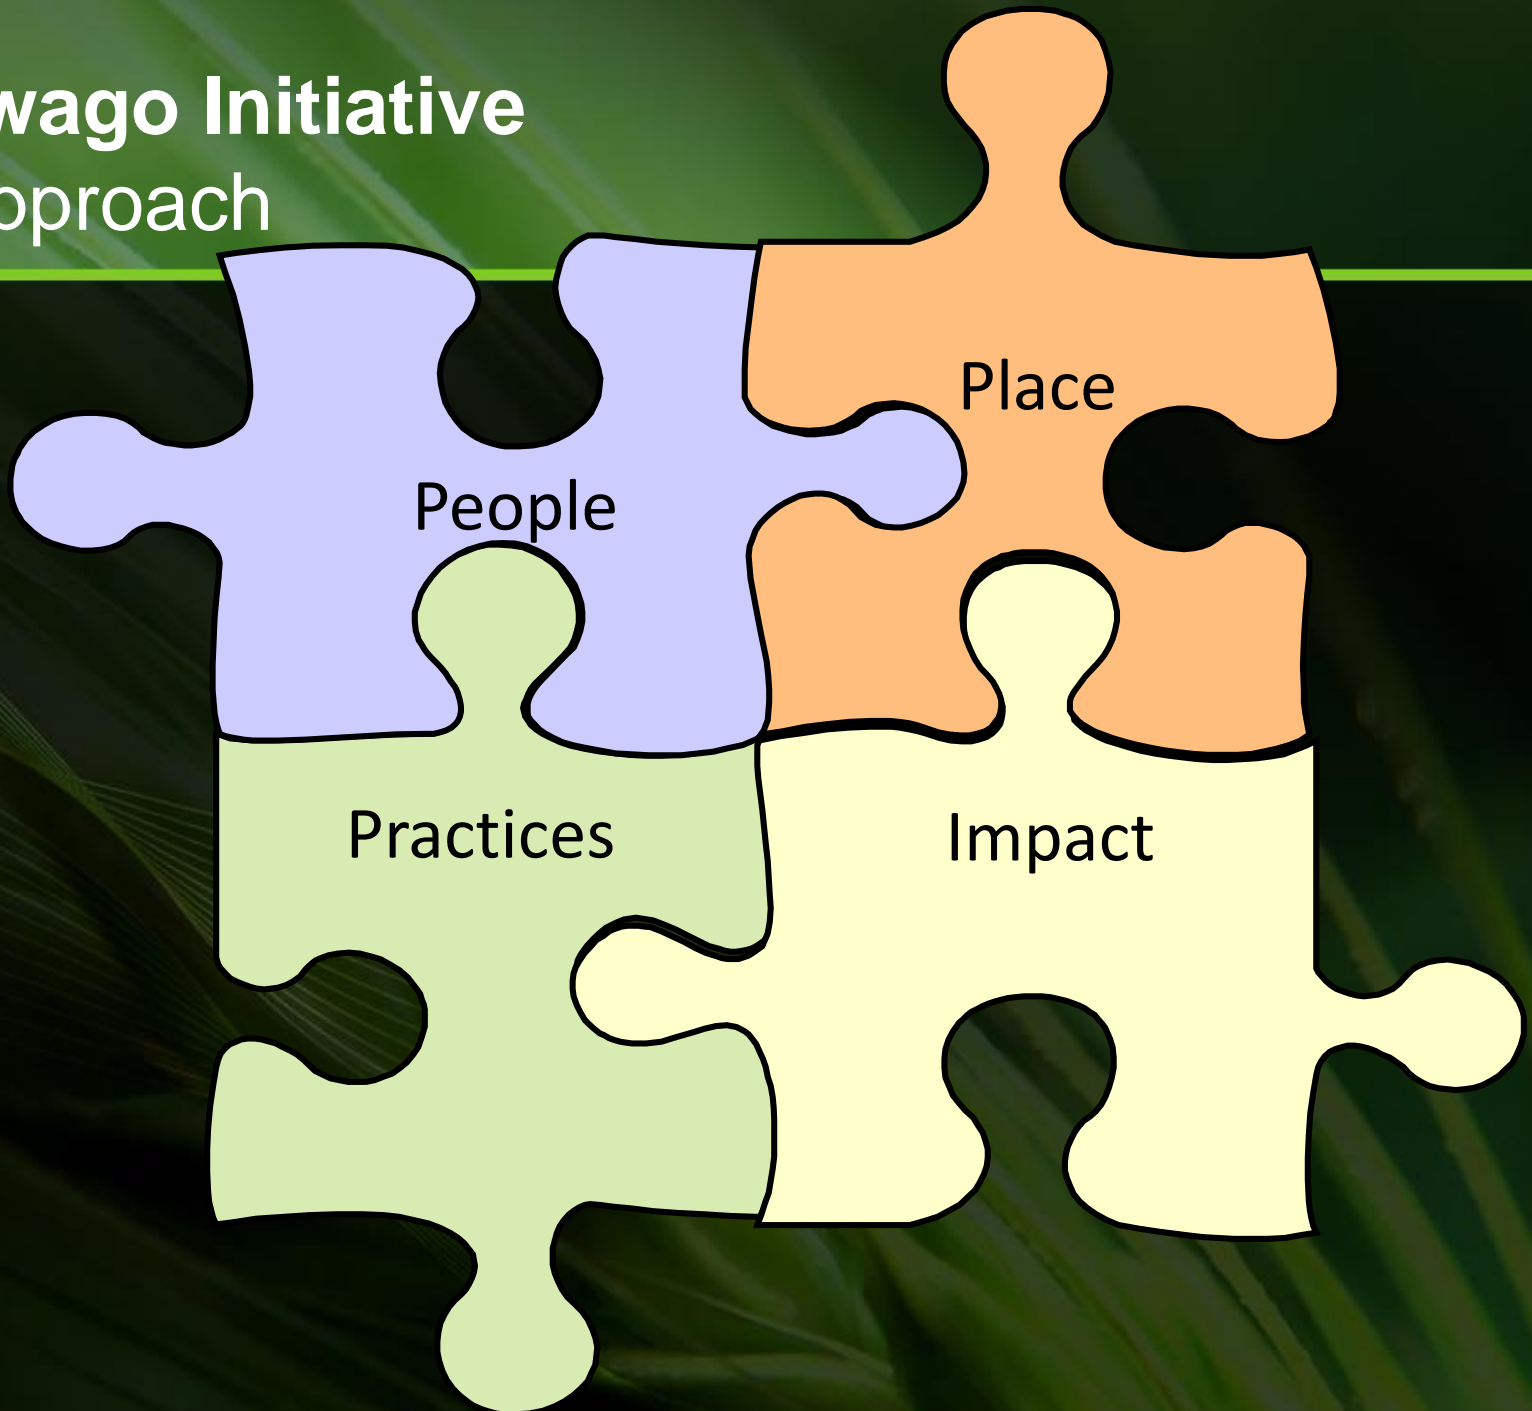 wago Initiative
pproach
Place
People
Practices
Impact